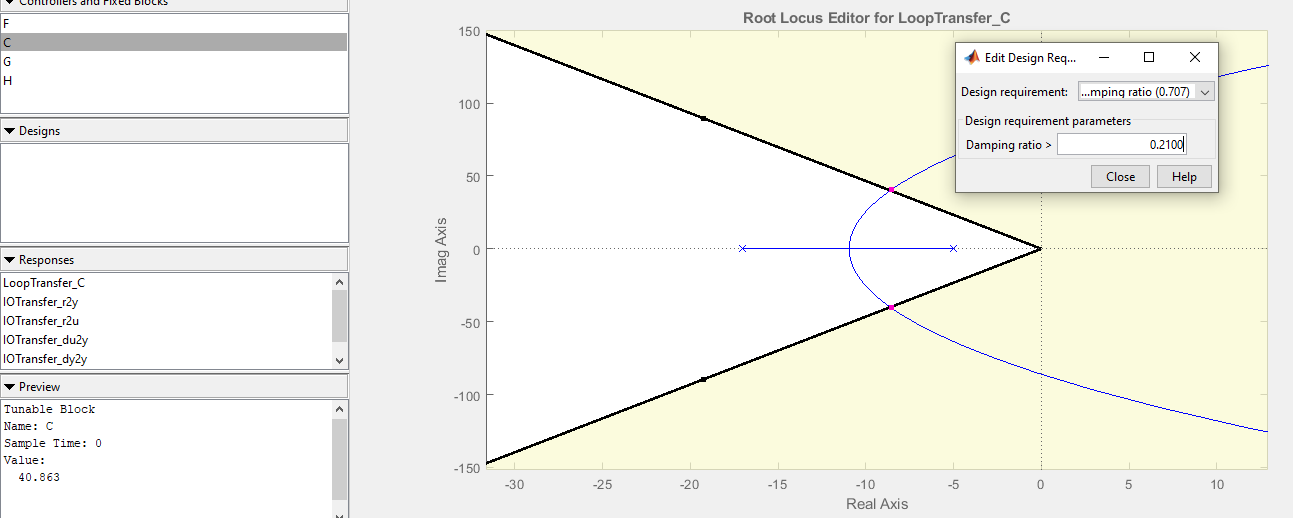 Controllers and Fixed Blocks
F
C
G
H
Designs
Responses
LoopTransfer_C
IOTransfer_r2y
IOTransfer_r2u
IOTransfer_du2y
IOTransfer_dy2y
Preview
Tunable Block
Name: C
Sample Time: 0
Value:
40.863
Root Locus Editor for LoopTransfer_C
150
100
50
0
-50
-100
-150
Imag Axis
-30
-25
-20
-15
-10
-5
0
5
10
Real Axis
Edit Design Req...
Design requirement:
...mping ratio (0.707)
Design requirement parameters
Damping ratio >
0.2100
Close
Help